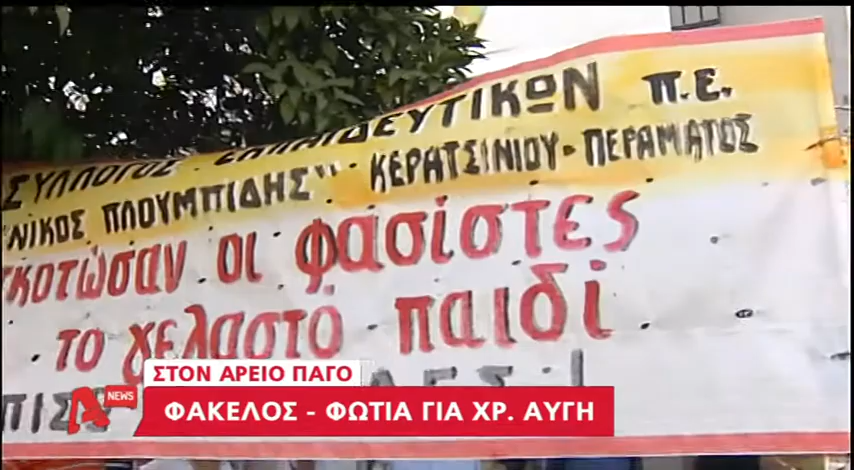 ΣΥΛΛΟΓΟΣ ΕΚΠΑΙΔΕΥΤΙΚΩΝ Π.Ε.
"ΝΙΚΟΣ ΠΛΟΥΜΠΙΔΗΣ" ΚΕΡΑΤΣΙΝΙΟΥ - ΠΕΡΑΜΑΤΟΣ
σκοτώσαν οι φασίστες
το γελαστό παιδί
ΣΤΟΝ ΑΡΕΙΟ ΠΑΓΟ
A NEWS
ΦΑΚΕΛΟΣ - ΦΩΤΙΑ ΓΙΑ ΧΡ. ΑΥΓΗ